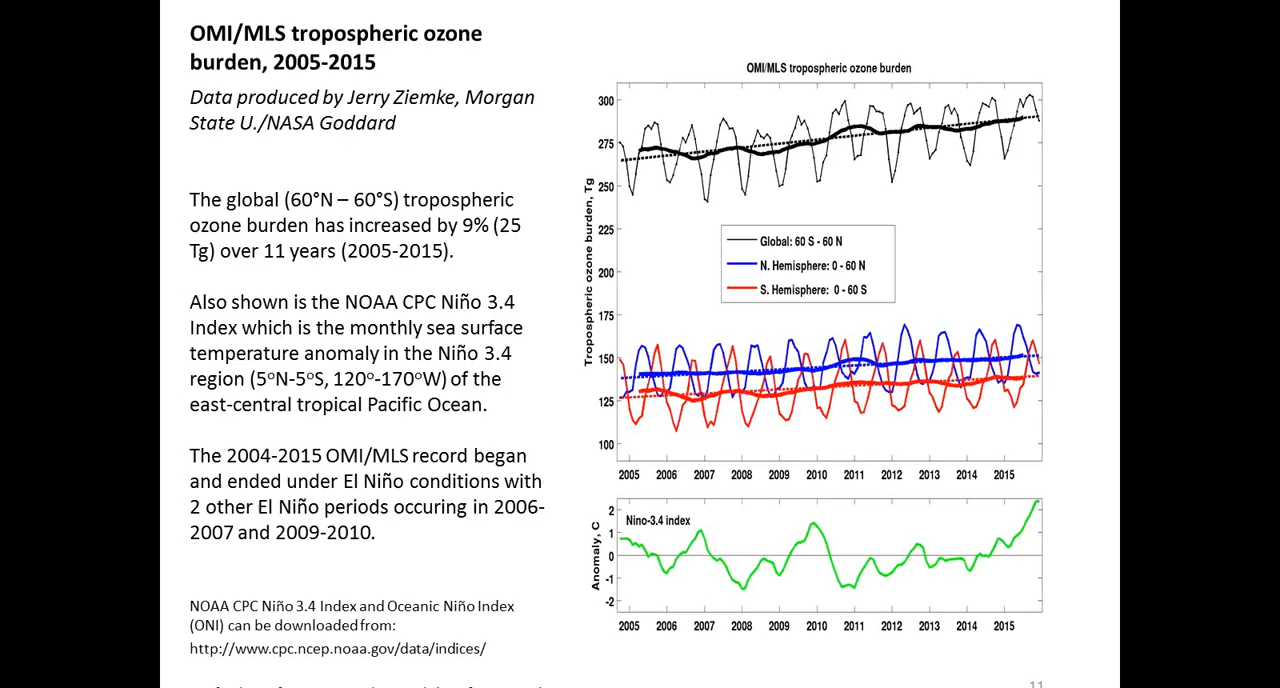 OMI/MLS tropospheric ozone
burden, 2005-2015
Data produced by Jerry Ziemke, Morgan
State U./NASA Goddard
The global (60°N – 60°S) tropospheric
ozone burden has increased by 9% (25
Tg) over 11 years (2005-2015).
Also shown is the NOAA CPC Niño 3.4
Index which is the monthly sea surface
temperature anomaly in the Niño 3.4
region (5°N-5°S, 120°-170°W) of the
east-central tropical Pacific Ocean.
The 2004-2015 OMI/MLS record began
and ended under El Niño conditions with
2 other El Niño periods occuring in 2006-
2007 and 2009-2010.
NOAA CPC Niño 3.4 Index and Oceanic Niño Index
(ONI) can be downloaded from:
http://www.cpc.ncep.noaa.gov/data/indices/
OMI/MLS tropospheric ozone burden
Tropospheric ozone burden, Tg
300
275
250
225
200
175
150
125
100
Global: 60 S - 60 N
N. Hemisphere: 0 - 60 N
S. Hemisphere: 0 - 60 S
2005 2006 2007 2008 2009 2010 2011 2012 2013 2014 2015
Anomaly, C
Nino-3.4 index
2
1
0
-1
-2
2005 2006 2007 2008 2009 2010 2011 2012 2013 2014 2015
11